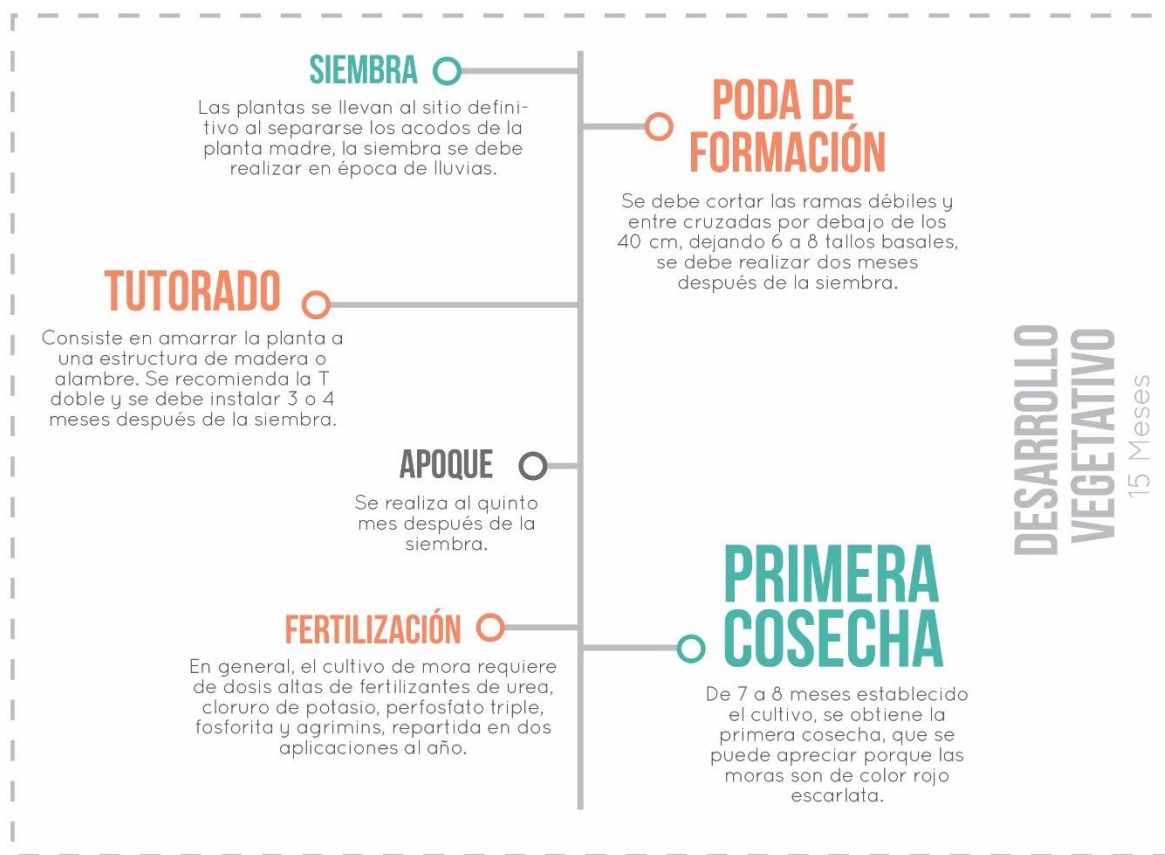 SIEMBRA
Las plantas se llevan al sitio defini-
tivo al separarse los acodos de la
planta madre, la siembra se debe
realizar en época de lluvias.
PODA DE
FORMACIÓN
Se debe cortar las ramas débiles y
entre cruzadas por debajo de los
40 cm, dejando 6 a 8 tallos basales,
se debe realizar dos meses
después de la siembra.
TUTORADO
Consiste en amarrar la planta a
una estructura de madera o
alambre. Se recomienda la T
doble y se debe instalar 3 o 4
meses después de la siembra.
APOQUE
Se realiza al quinto
mes después de la
siembra.
FERTILIZACIÓN
En general, el cultivo de mora requiere
de dosis altas de fertilizantes de urea,
cloruro de potasio, perfosfato triple,
fosforita y agrimins, repartida en dos
aplicaciones al año.
PRIMERA
COSECHA
De 7 a 8 meses establecido
el cultivo, se obtiene la
primera cosecha, que se
puede apreciar porque las
moras son de color rojo
escarlata.
DESARROLLO
VEGETATIVO
15 Meses